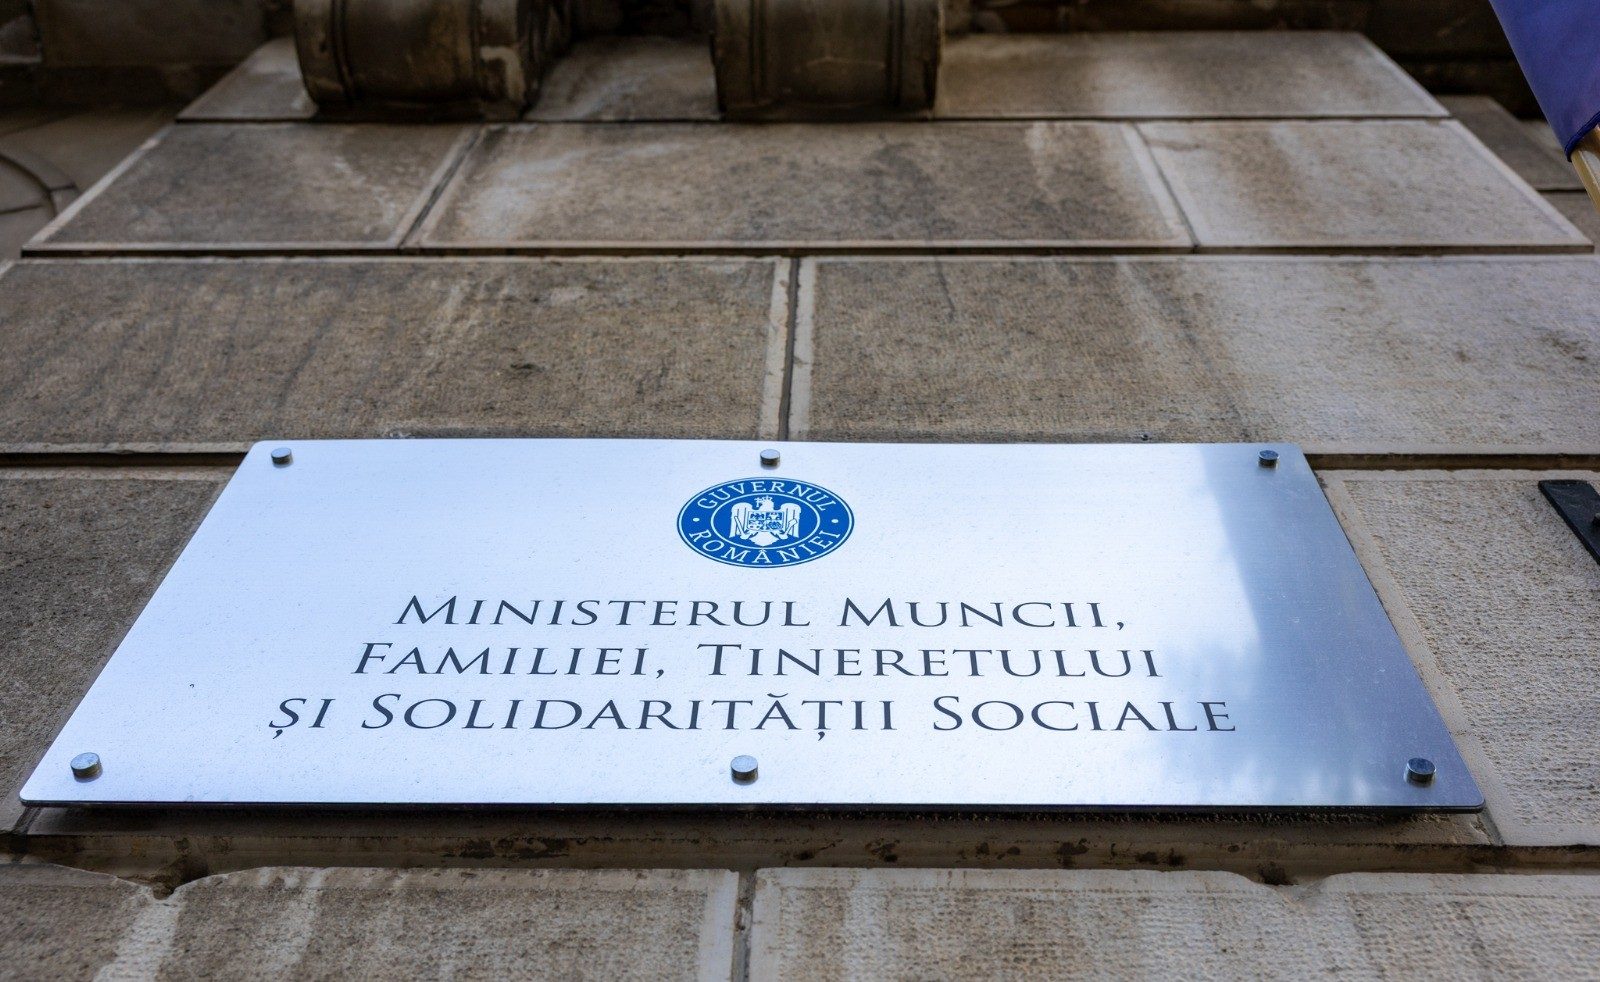 GUVERNUL
ROMÂNIEI
MINISTERUL MUNCII,
FAMILIEI, TINERETULUI
ȘI SOLIDARITĂȚII SOCIALE